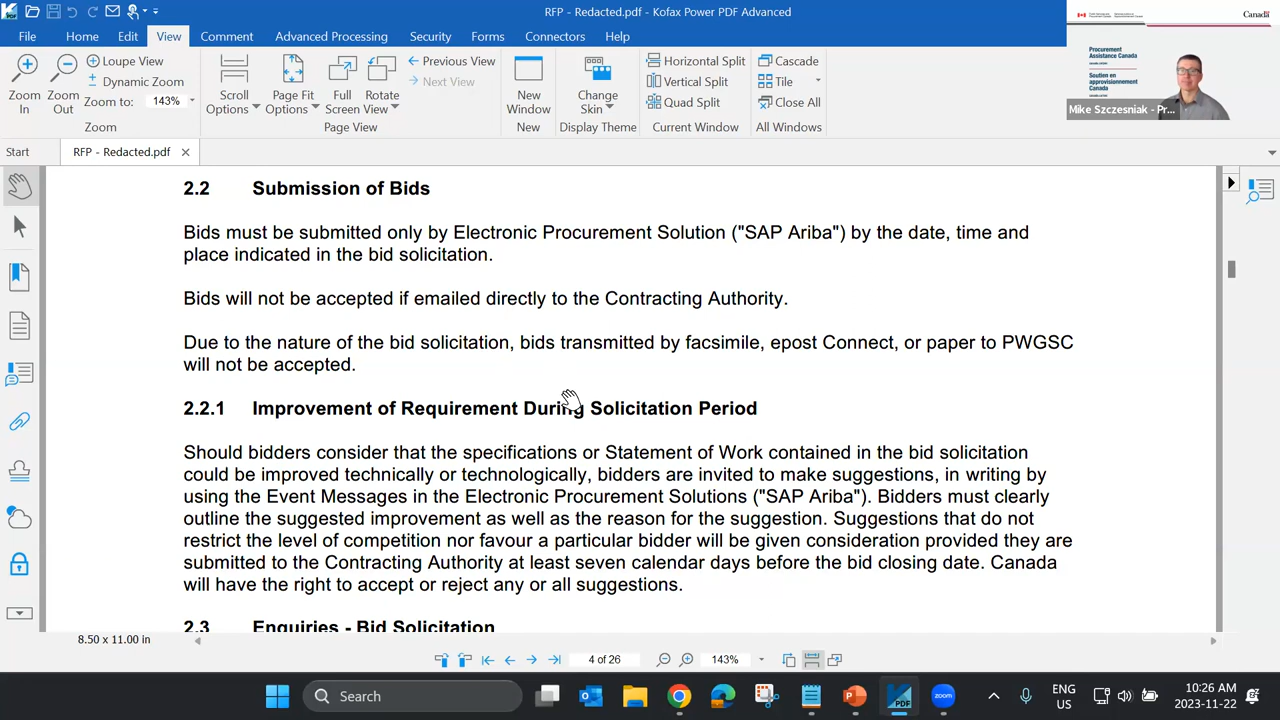 RFP - Redacted.pdf - Kofax Power PDF Advanced
File Home Edit View Comment Advanced Processing Security Forms Connectors Help
Zoom In
Zoom Out
Loupe View
Dynamic Zoom
Zoom to: 143%
Zoom
Scroll Options
Page Fit Options
Full Screen
Rotate View
Previous View
Next View
Page View
New Window
New
Change Skin
Display Theme
Horizontal Split
Vertical Split
Quad Split
Current Window
Cascade
Tile
Close All
All Windows
Canada
Procurement
Assistance Canada
Soutien en
approvisionnement
Canada
Mike Szczesniak - Pr...
Start RFP - Redacted.pdf
2.2 Submission of Bids
Bids must be submitted only by Electronic Procurement Solution ("SAP Ariba") by the date, time and
place indicated in the bid solicitation.
Bids will not be accepted if emailed directly to the Contracting Authority.
Due to the nature of the bid solicitation, bids transmitted by facsimile, epost Connect, or paper to PWGSC
will not be accepted.
2.2.1 Improvement of Requirement During Solicitation Period
Should bidders consider that the specifications or Statement of Work contained in the bid solicitation
could be improved technically or technologically, bidders are invited to make suggestions, in writing by
using the Event Messages in the Electronic Procurement Solutions ("SAP Ariba"). Bidders must clearly
outline the suggested improvement as well as the reason for the suggestion. Suggestions that do not
restrict the level of competition nor favour a particular bidder will be given consideration provided they are
submitted to the Contracting Authority at least seven calendar days before the bid closing date. Canada
will have the right to accept or reject any or all suggestions.
2.3 Enquiries - Bid Solicitation
8.50 x 11.00 in
4 of 26
143%
Search
PDF
zoom
ENG
US
10:26 AM
2023-11-22